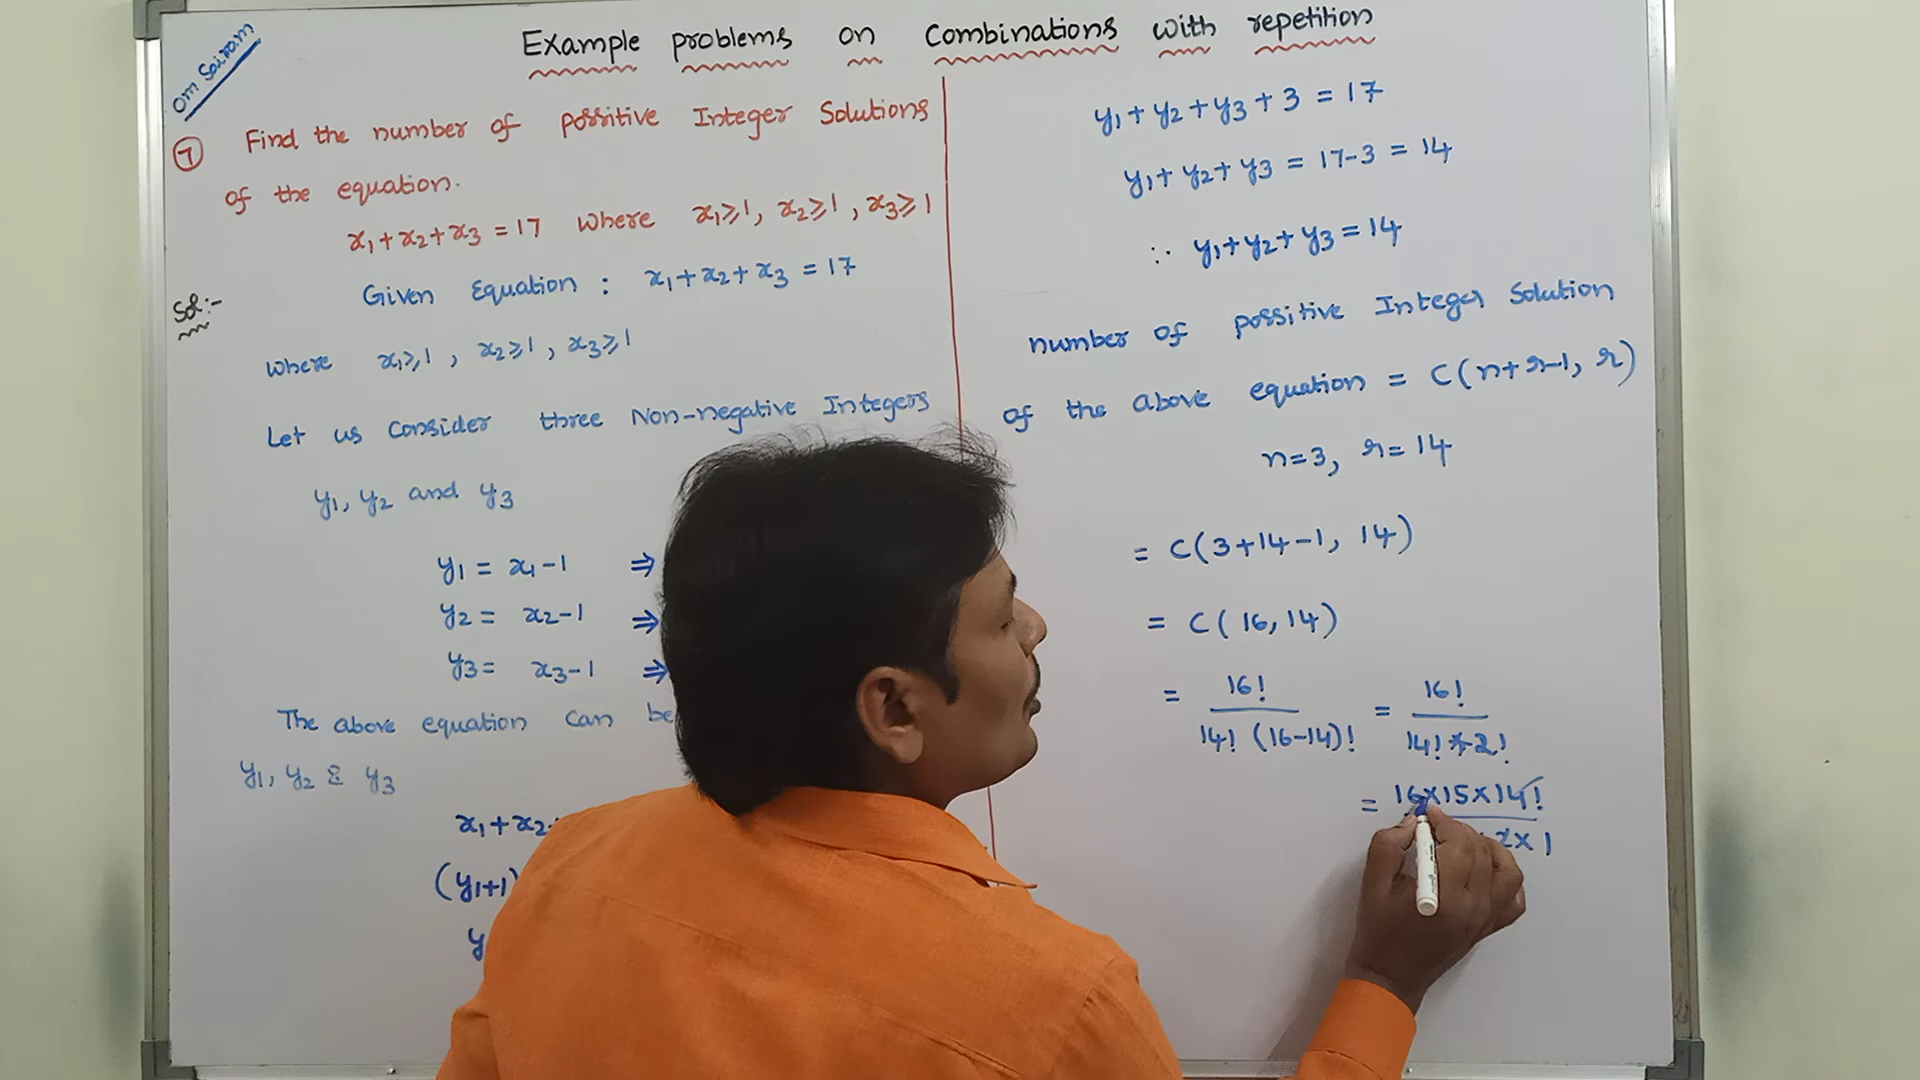 Om Sairam
Example problems on Combinations with repetition
7 Find the number of possitive Integer Solutions
of the equation.
x1+x2+x3 = 17 where x1≥1, x2≥1, x3≥1
Sol:- Given Equation : x1+x2+x3 = 17
where x1≥1, x2≥1, x3≥1
Let us consider three Non-negative Integers
y1, y2 and y3
y1 = x1-1 ⇒
y2 = x2-1 ⇒
y3 = x3-1 ⇒
The above equation can be
y1, y2 & y3
x1+x2
(y1+1)
y
y1+y2+y3+3 = 17
y1+y2+y3 = 17-3 = 14
∴ y1+y2+y3 = 14
number of possitive Integer Solution
of the above equation = C(n+r-1, r)
n=3, r=14
= C(3+14-1, 14)
= C(16,14)
= 16! / 14! (16-14)! = 16! / 14! * 2!
= 16×15×14! / 2×1